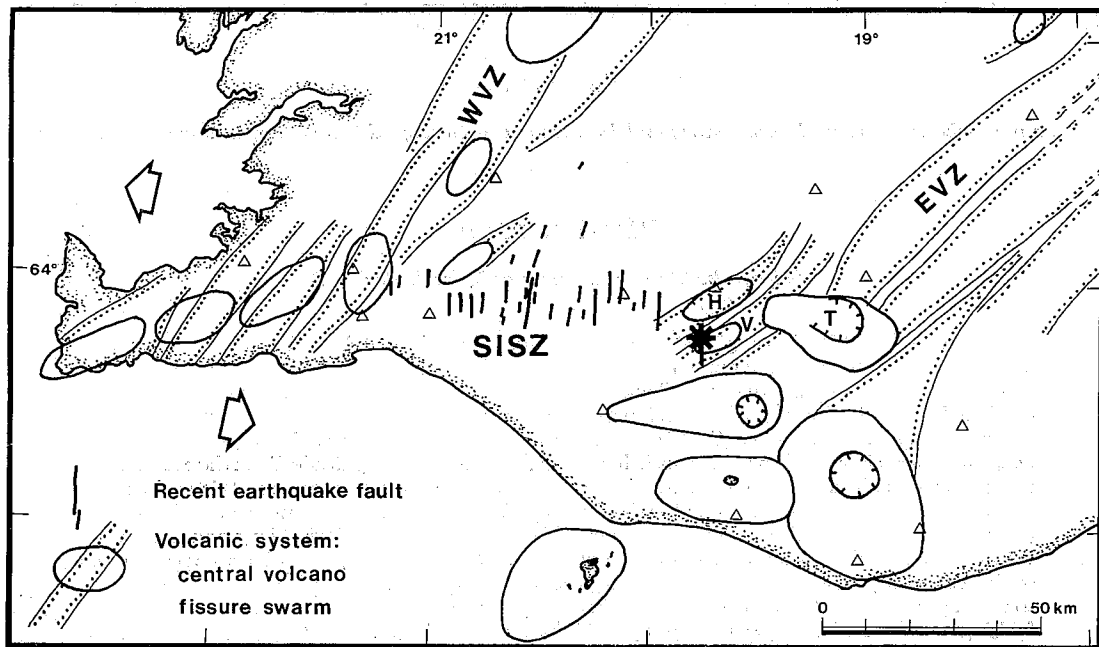 21°
19°
WVZ
EVZ
64°
H
V
T
SISZ
Recent earthquake fault
Volcanic system:
central volcano
fissure swarm
0 50 km